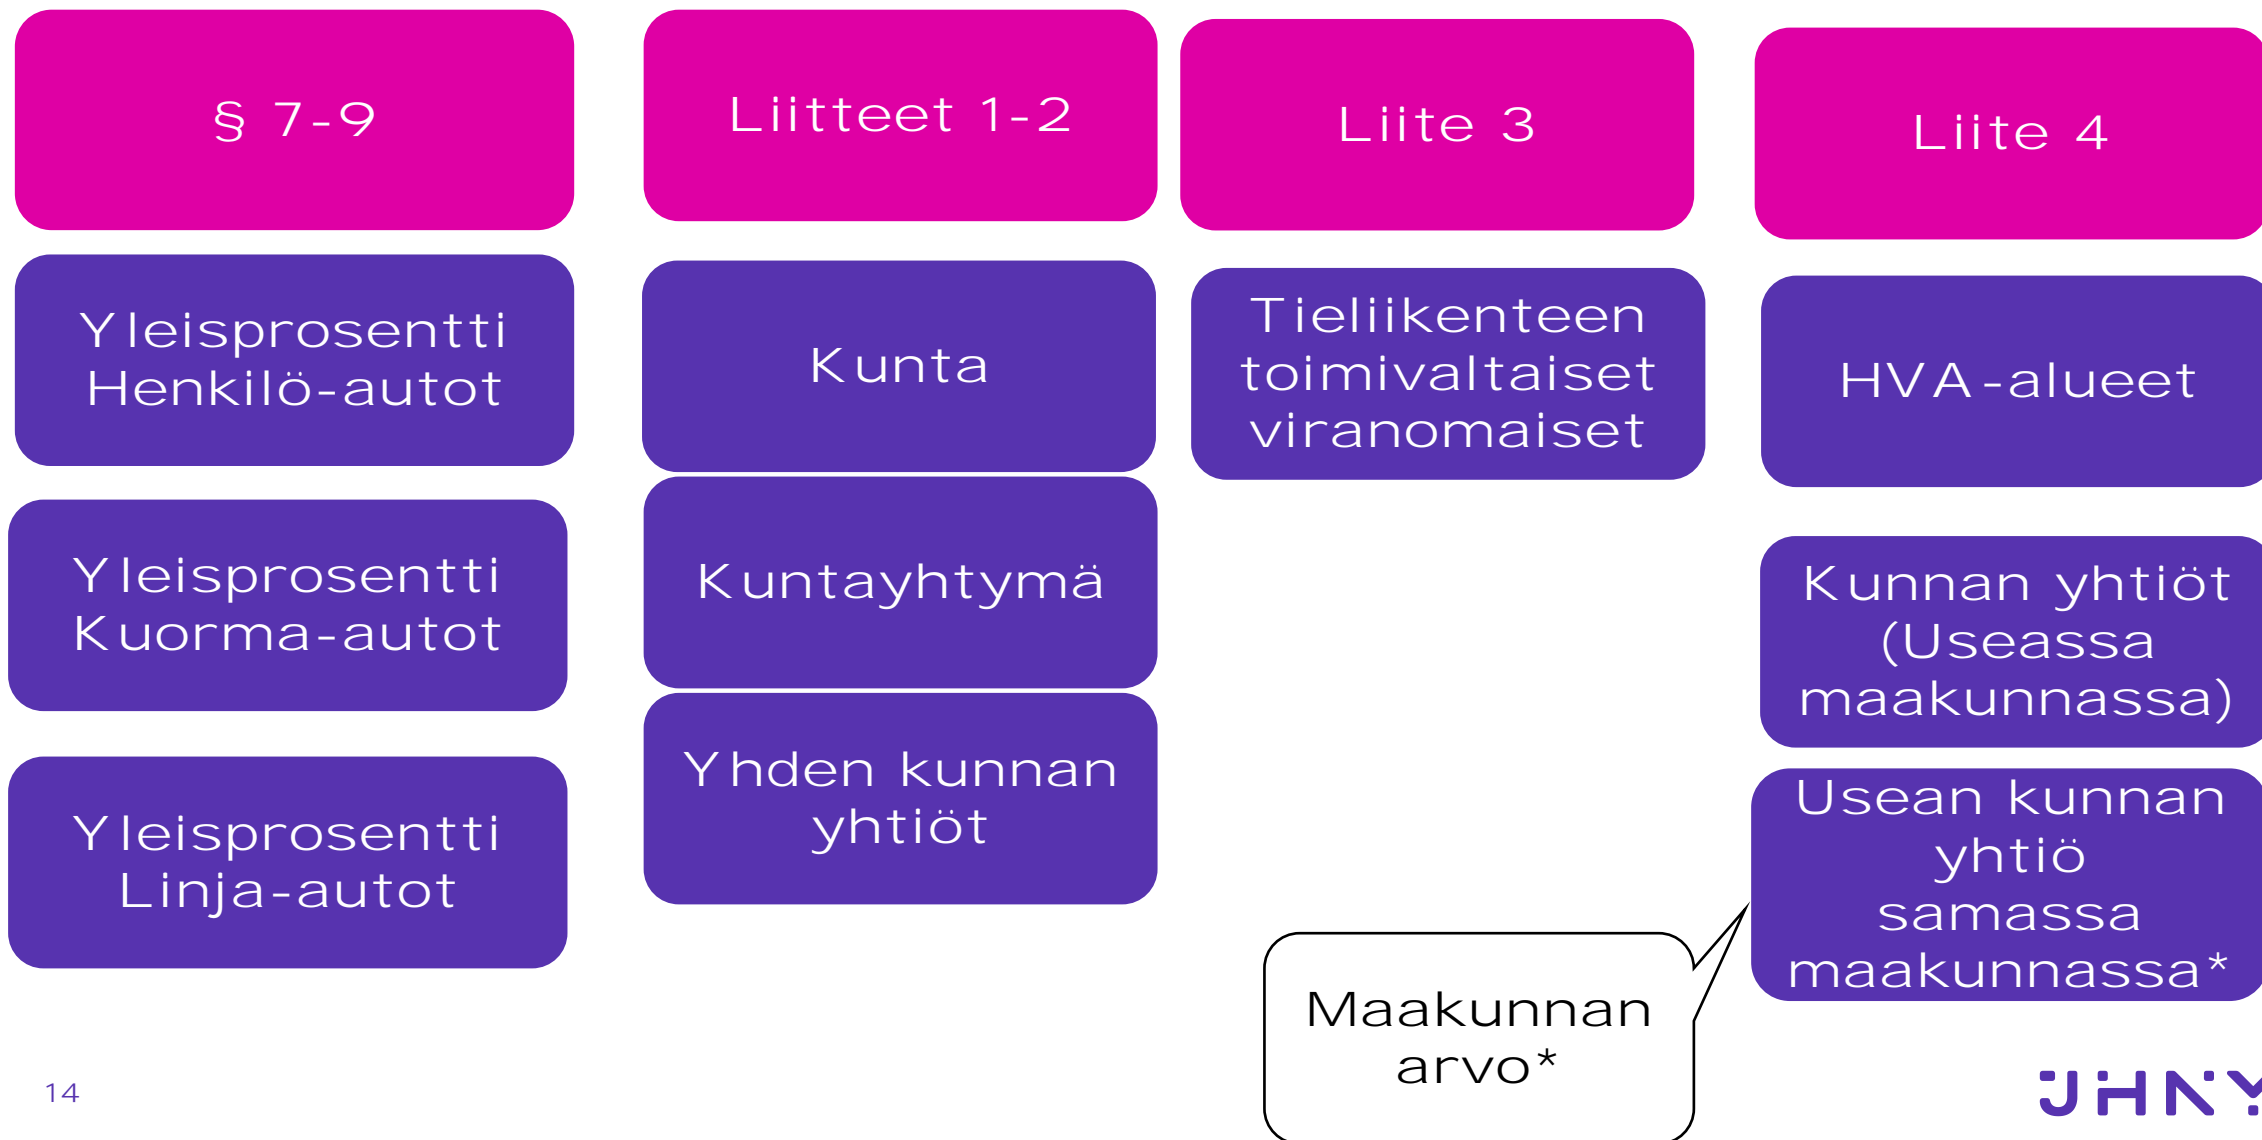 § 7-9
Yleisprosentti
Henkilö-autot
Yleisprosentti
Kuorma-autot
Yleisprosentti
Linja-autot
Liitteet 1-2
Kunta
Kuntayhtymä
Yhden kunnan
yhtiöt
Liite 3
Tieliikenteen
toimivaltaiset
viranomaiset
Liite 4
HVA-alueet
Kunnan yhtiöt
(Useassa
maakunnassa)
Usean kunnan
yhtiö
samassa
maakunnassa*
Maakunnan
arvo*
14
JHNY